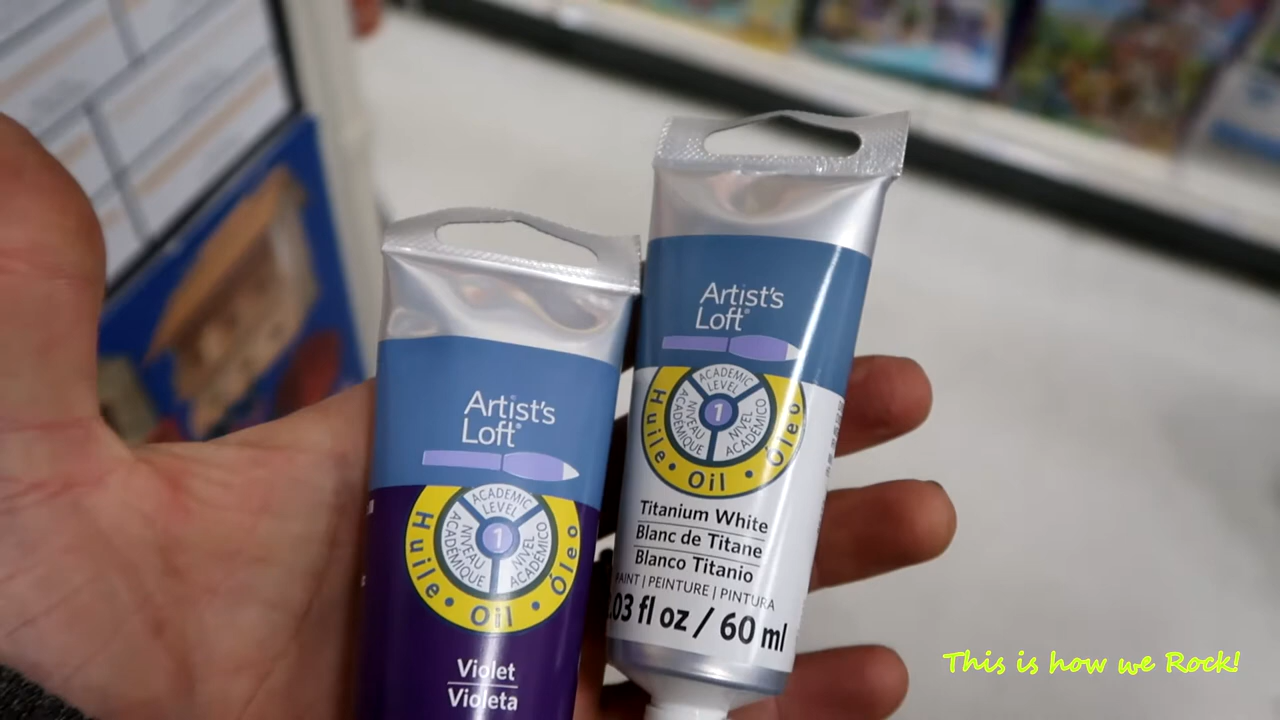 Artist's
Loft®
ACADEMIC
LEVEL
NIVEAU
ACADÉMIQUE
NIVEL
ACADÉMICO
1
Huile • Oil • Óleo
Violet
Violeta
Artist's
Loft®
ACADEMIC
LEVEL
NIVEAU
ACADÉMIQUE
NIVEL
ACADÉMICO
1
Huile • Oil • Óleo
Titanium White
Blanc de Titane
Blanco Titanio
PAINT | PEINTURE | PINTURA
.03 fl oz / 60 ml
This is how we Rock!